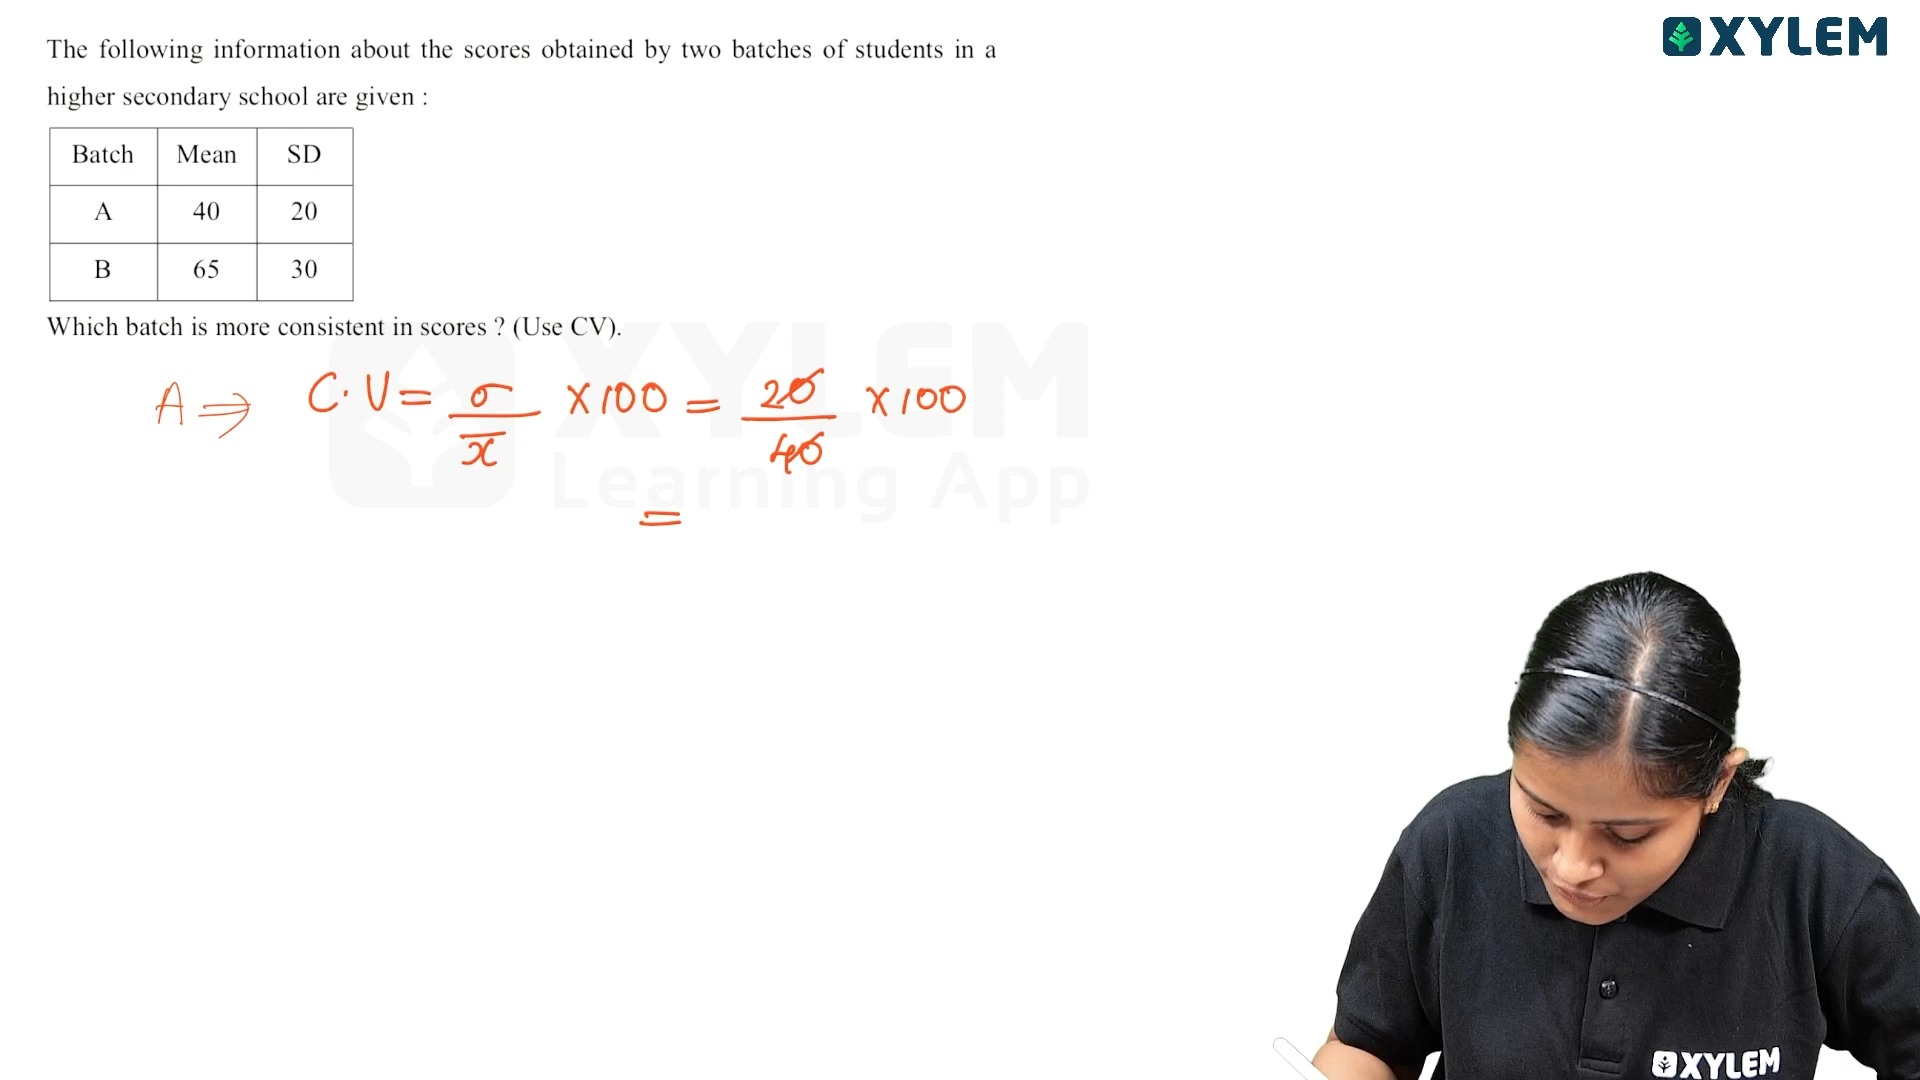 XYLEM
The following information about the scores obtained by two batches of students in a
higher secondary school are given :
Batch Mean SD
A 40 20
B 65 30
Which batch is more consistent in scores ? (Use CV).
XYLEM
Learning App
A ⇒ C.V = σ/x̄ ×100 = 20/40 ×100
=
XYLEM